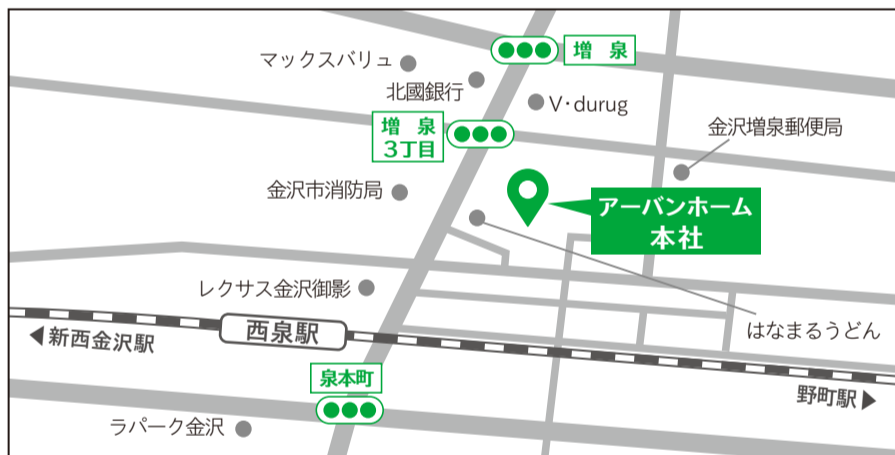 増 泉
マックスバリュ
北國銀行
V・durug
増 泉
3丁目
金沢増泉郵便局
金沢市消防局
アーバンホーム
本社
レクサス金沢御影
はなまるうどん
西泉駅
◀新西金沢駅
泉本町
野町駅▶
ラパーク金沢